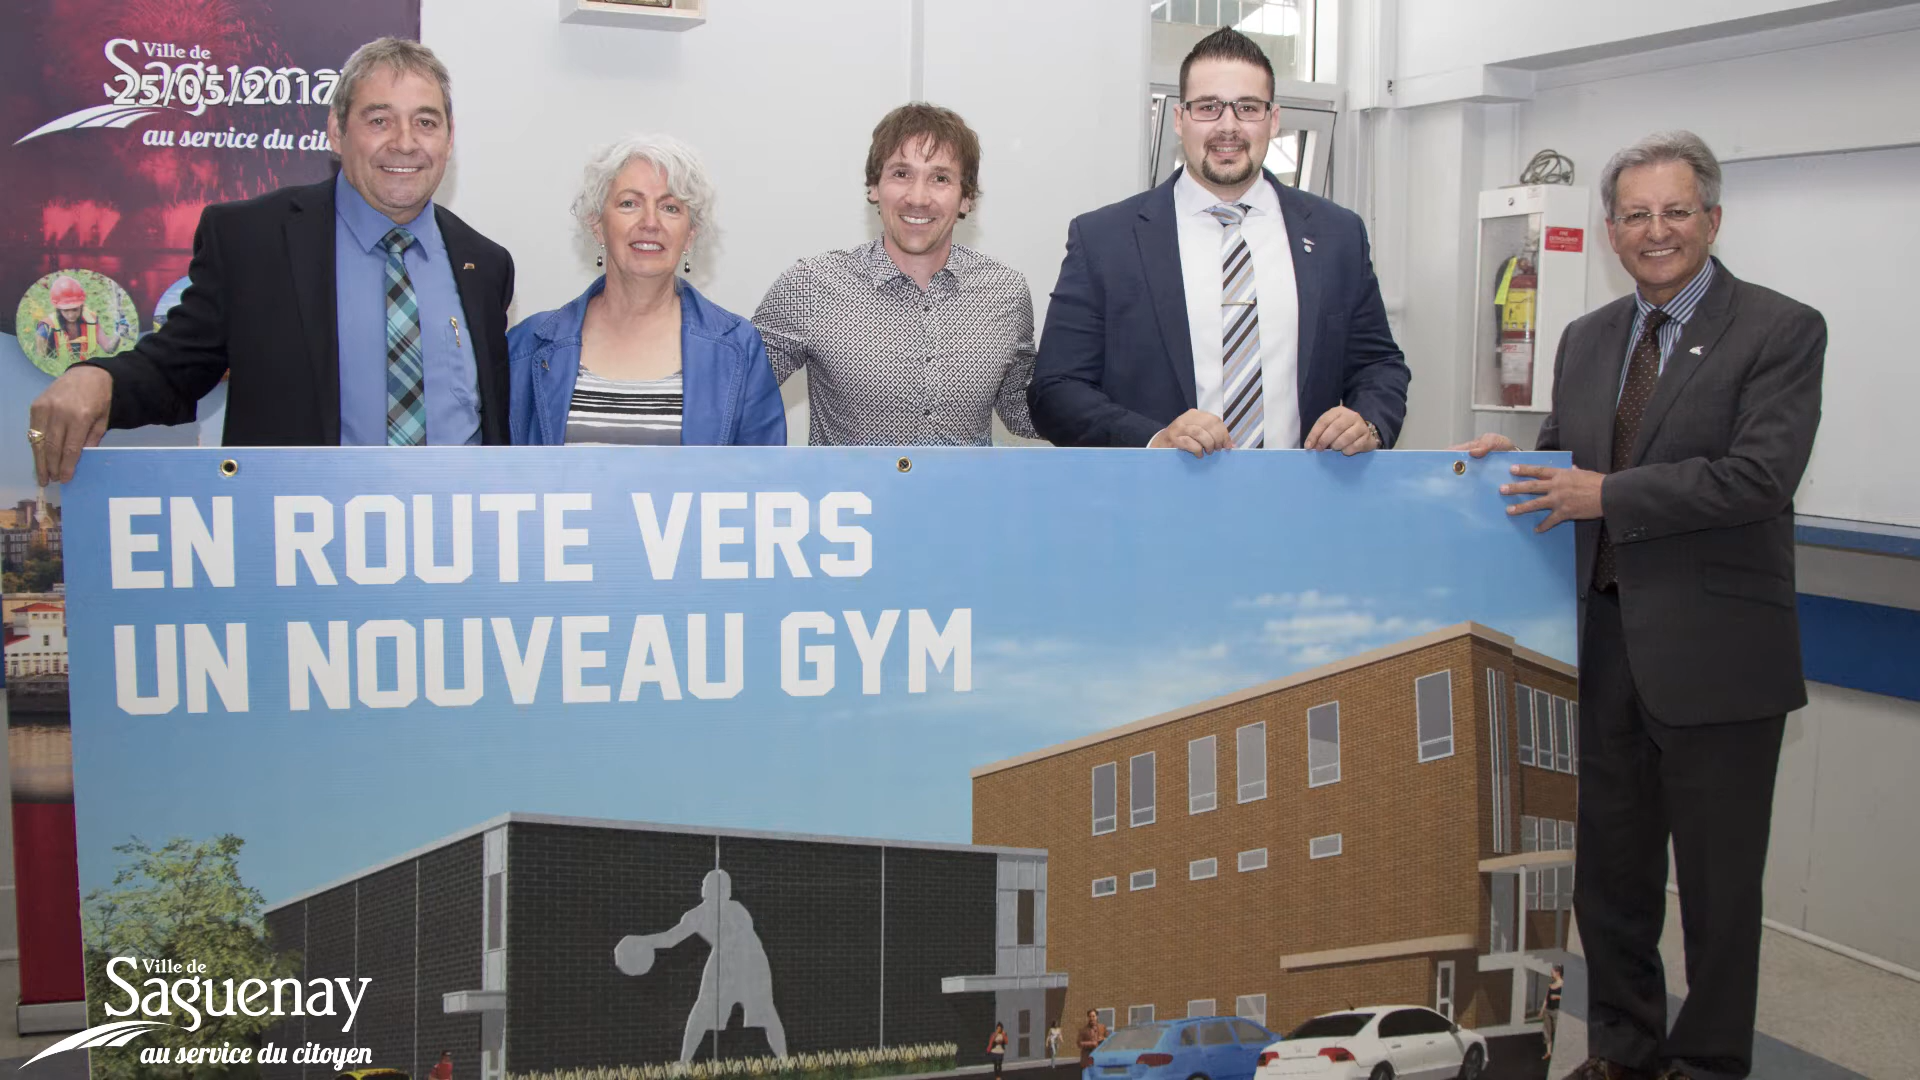 Ville de
Saguenay
25/05/2017
au service du
EN ROUTE VERS
UN NOUVEAU GYM
Ville de
Saguenay
au service du citoyen